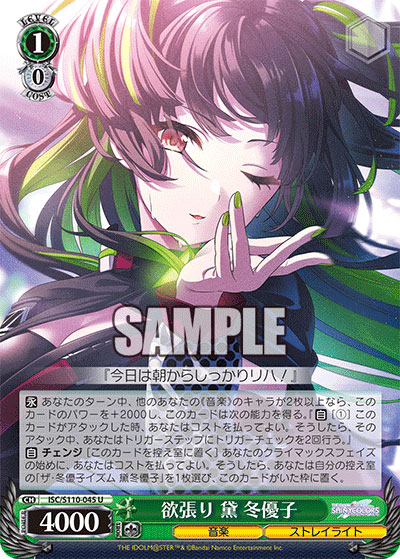 LEVEL
1
0
COST
SAMPLE
『今日は朝からしっかりリハ!』
永 あなたのターン中、他のあなたの《音楽》のキャラが2枚以上なら、このカードのパワーを+2000し、このカードは次の能力を得る。『自［①］このカードがアタックした時、あなたはコストを払ってよい。そうしたら、そのアタック中、あなたはトリガーステップにトリガーチェックを2回行う。』
自 チェンジ［このカードを控え室に置く］あなたのクライマックスフェイズの始めに、あなたはコストを払ってよい。そうしたら、あなたは自分の控え室の「ザ・冬優子イズム 黛冬優子」を1枚選び、このカードがいた枠に置く。
CH ISC/S110-045 U
POWER
4000
欲張り 黛 冬優子
THE IDOLM@STER SHINYCOLORS
音楽
ストレイライト
THE IDOLM@STER™& ©Bandai Namco Entertainment Inc.